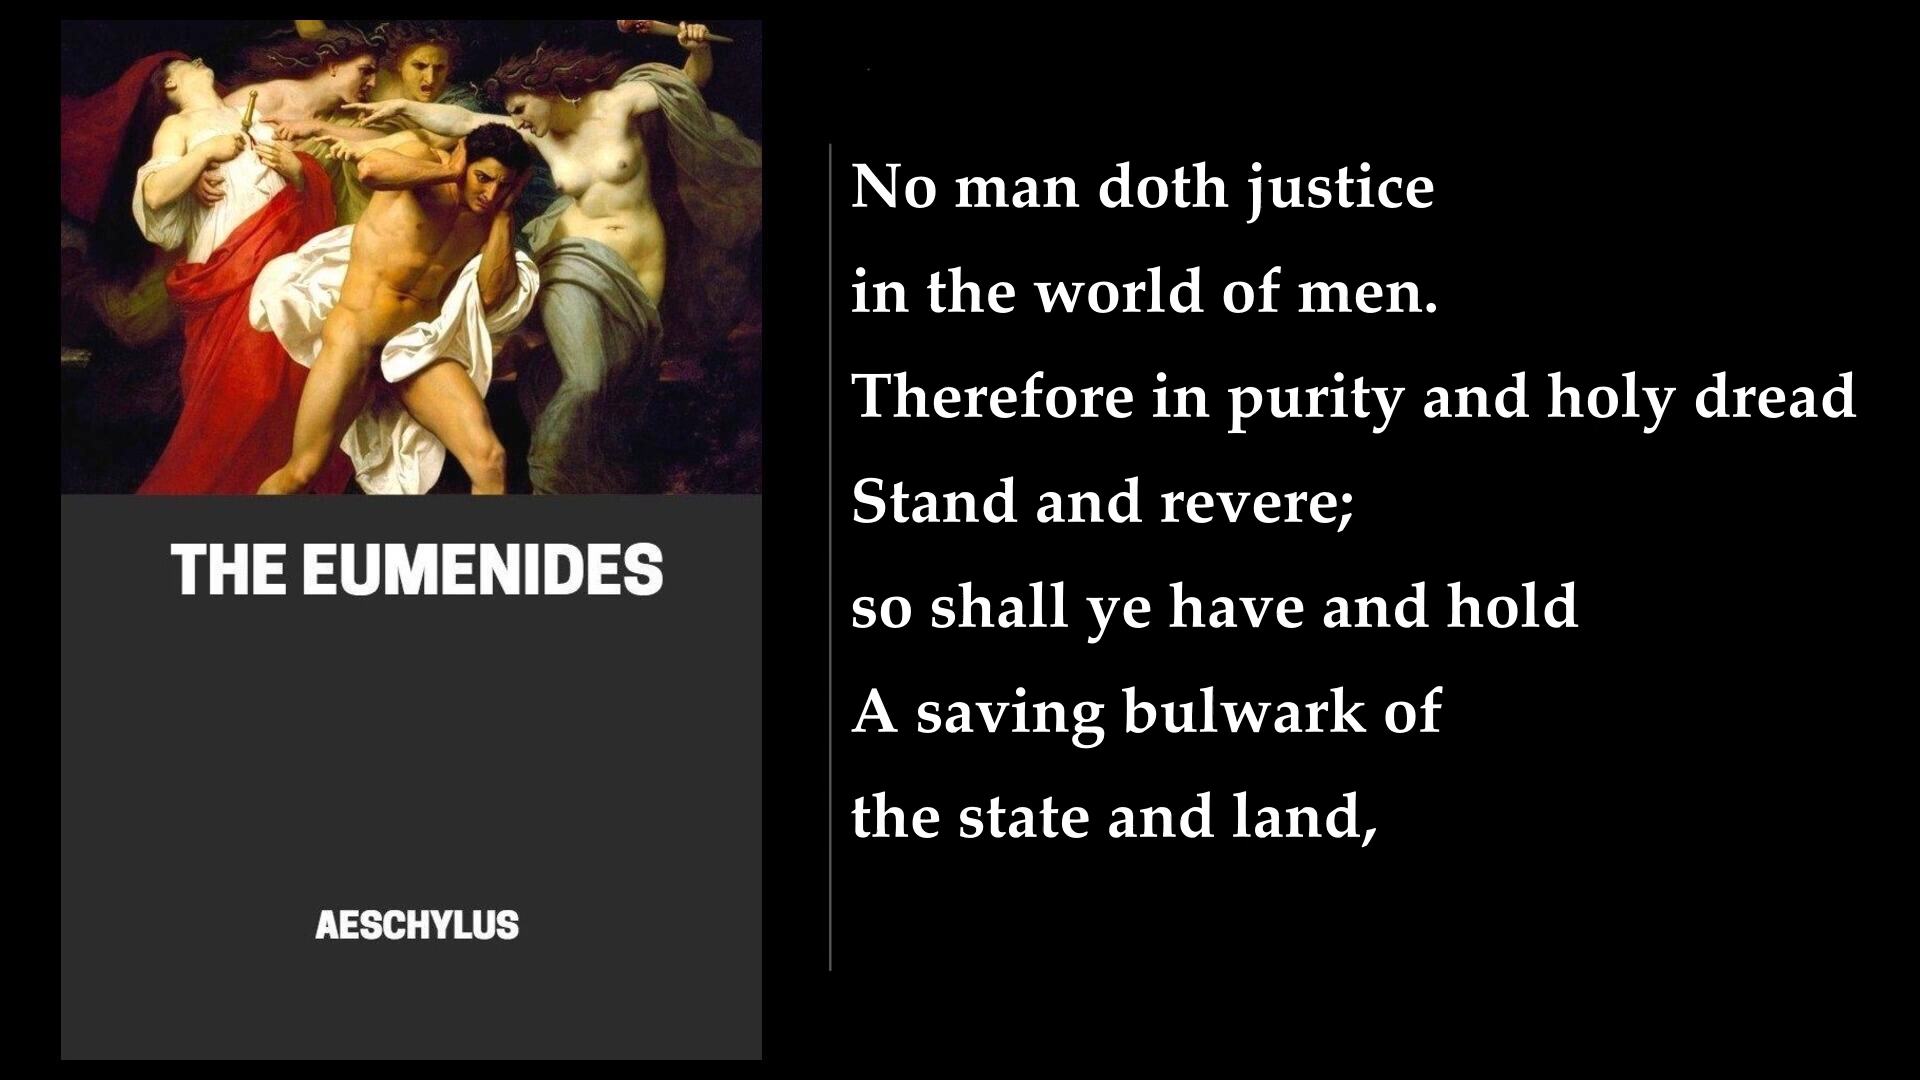 THE EUMENIDES
AESCHYLUS
No man doth justice
in the world of men.
Therefore in purity and holy dread
Stand and revere;
so shall ye have and hold
A saving bulwark of
the state and land,